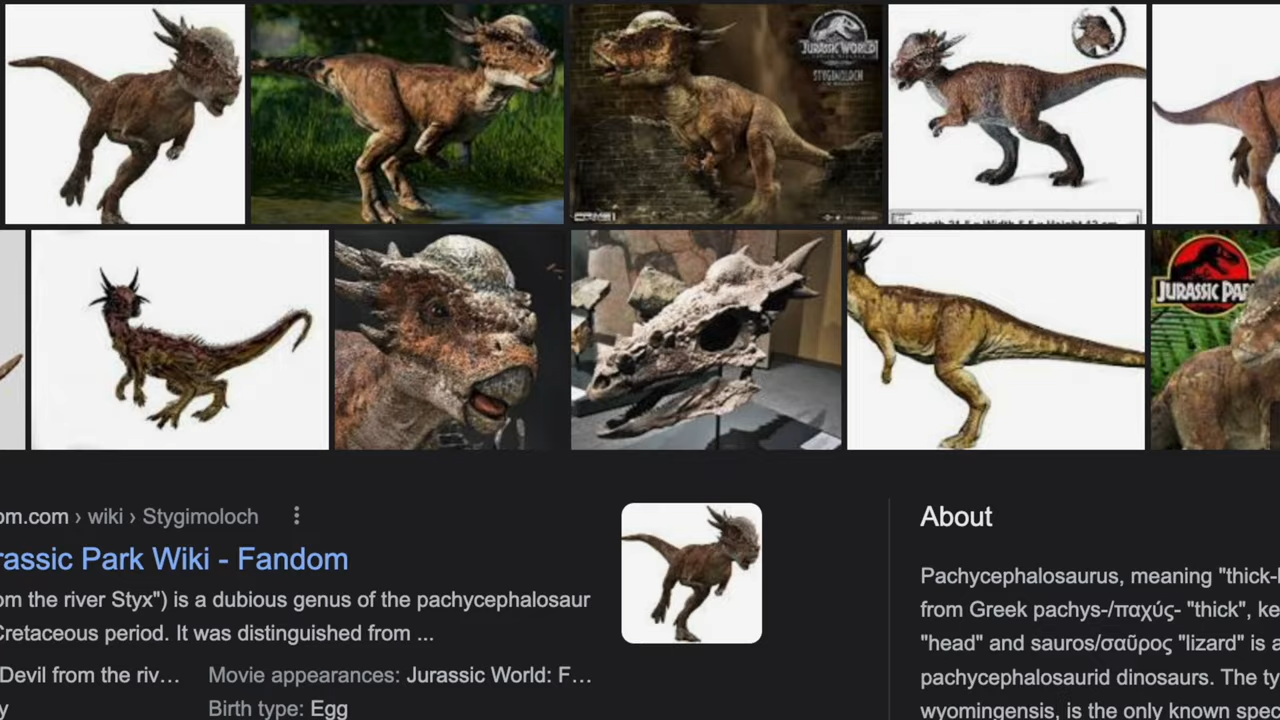 JURASSIC WORLD
STYGIMOLOCH
JURASSIC PAR
om.com › wiki › Stygimoloch
rassic Park Wiki - Fandom
om the river Styx") is a dubious genus of the pachycephalosaur
Cretaceous period. It was distinguished from ...
Devil from the riv…
Movie appearances: Jurassic World: F…
y
Birth type: Egg
About
Pachycephalosaurus, meaning "thick-
from Greek pachys-/παχύς- "thick", ke
"head" and sauros/σαῦρος "lizard" is a
pachycephalosaurid dinosaurs. The ty
wyomingensis, is the only known spec